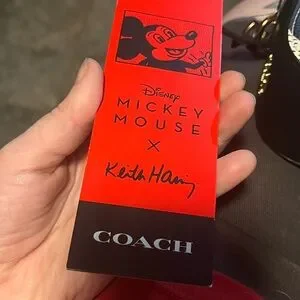 Disney
MICKEY
MOUSE
X
Keith Haring
COACH